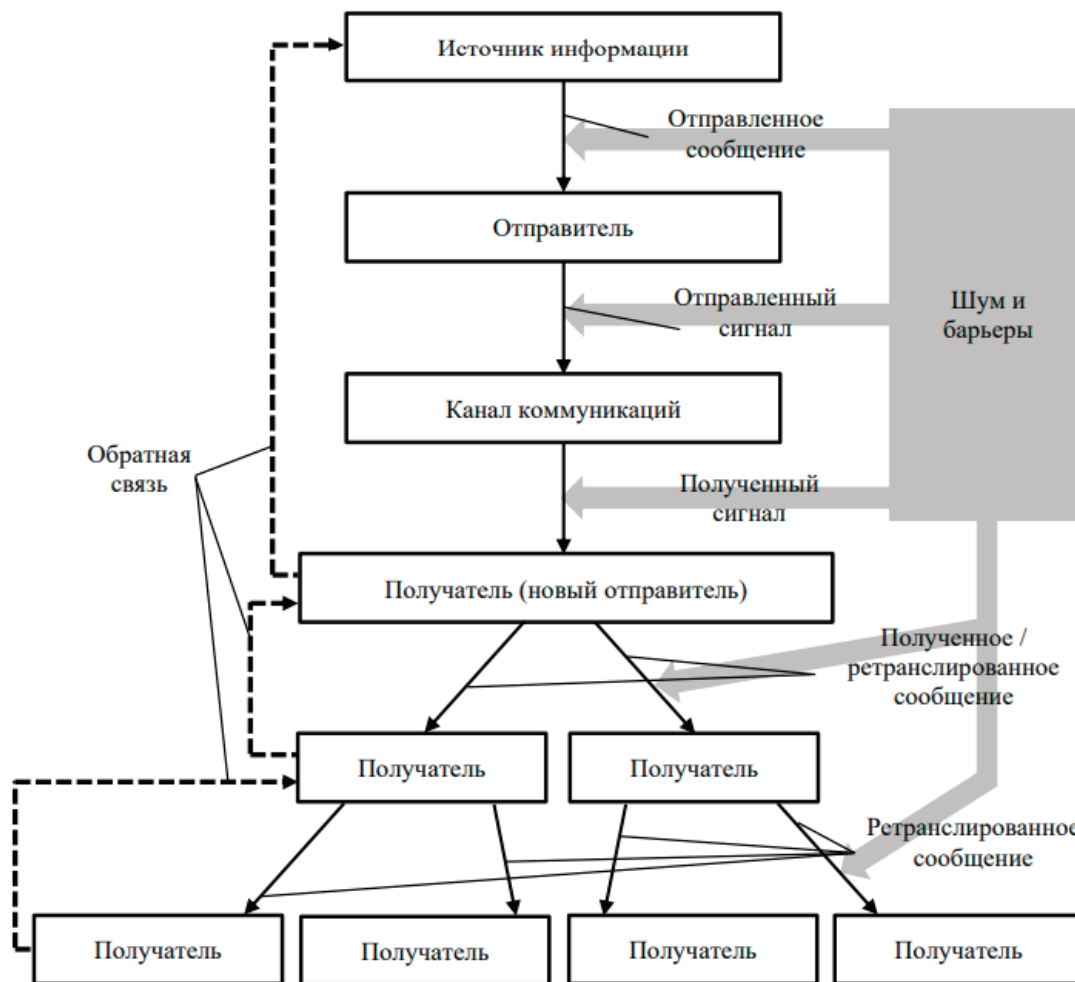 Источник информации
Отправленное
сообщение
Отправитель
Отправленный
сигнал
Шум и
барьеры
Канал коммуникаций
Обратная
связь
Полученный
сигнал
Получатель (новый отправитель)
Полученное /
ретранслированное
сообщение
Получатель
Получатель
Ретранслированное
сообщение
Получатель
Получатель
Получатель
Получатель